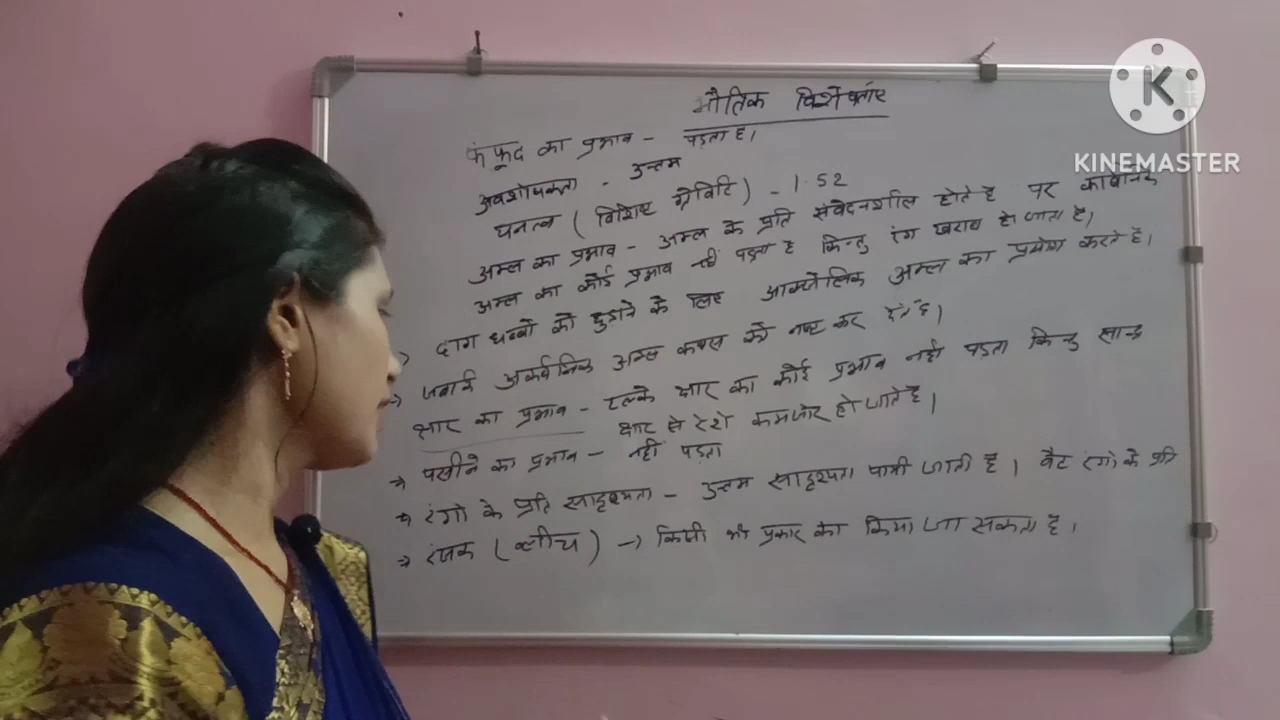 भौतिक विशेषताएँ
फंफूद का प्रभाव - पड़ता है।
अवशोषकता - उत्तम
घनत्व (विशिष्ट ग्रेविटि) - 1.52
अम्ल का प्रभाव - अम्ल के प्रति संवेदनशील होते है पर कार्बनिक
अम्ल का कोई प्रभाव नहीं पड़ता है किन्तु रंग खराब हो जाता है।
→ दाग धब्बों को छुड़ाने के लिए आक्जेलिक अम्ल का प्रयोग करते है।
→ जबकि अकार्बनिक अम्ल कपास को नष्ट कर देते है।
क्षार का प्रभाव - हल्के क्षार का कोई प्रभाव नहीं पड़ता किन्तु सान्द्र
क्षार से रेशे कमजोर हो जाते है।
→ पसीने का प्रभाव - नहीं पड़ता
→ रंगो के प्रति सादृश्यता - उत्तम सादृश्यता पायी जाती है। वैट रंगो के प्रति
→ रंजक (ब्लीच) → किसी भी प्रकार का किया जा सकता है।
KINEMASTER